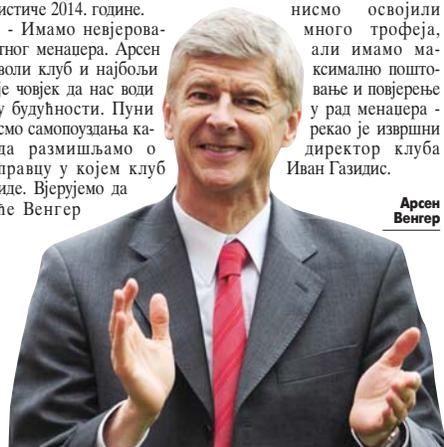 истиче 2014. године.
- Имамо невјерова-
тног менаџера. Арсен
воли клуб и најбољи
је човјек да нас води
у будућности. Пуни
смо самопоуздања ка-
да размишљамо о
правцу у којем клуб
иде. Вјерујемо да
ће Венгер
нисмо освојили
много трофеја,
али имамо ма-
ксимално пошто-
вање и повјерење
у рад менаџера -
рекао је извршни
директор клуба
Иван Газидис.
Арсен
Венгер